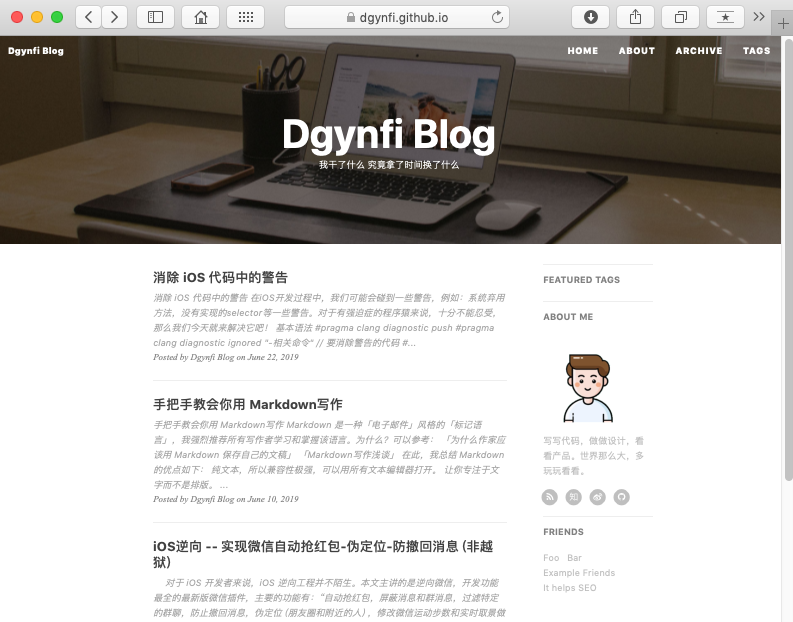 dgynfi.github.io
Dgynfi Blog
HOME ABOUT ARCHIVE TAGS
Dgynfi Blog
我干了什么 究竟拿了时间换了什么
消除 iOS 代码中的警告
消除 iOS 代码中的警告 在iOS开发过程中，我们可能会碰到一些警告，例如：系统弃用
方法，没有实现的selector等一些警告。对于有强迫症的程序猿来说，十分不能忍受，
那么我们今天就来解决它吧！ 基本语法 #pragma clang diagnostic push #pragma
clang diagnostic ignored "-相关命令" // 要消除警告的代码 #...
Posted by Dgynfi Blog on June 22, 2019
手把手教会你用 Markdown写作
手把手教会你用 Markdown写作 Markdown 是一种「电子邮件」风格的「标记语
言」，我强烈推荐所有写作者学习和掌握该语言。为什么？可以参考： 「为什么作家应
该用 Markdown 保存自己的文稿」 「Markdown写作浅谈」 在此，我总结 Markdown
的优点如下： 纯文本，所以兼容性极强，可以用所有文本编辑器打开。 让你专注于文
字而不是排版。 ...
Posted by Dgynfi Blog on June 10, 2019
iOS逆向 -- 实现微信自动抢红包-伪定位-防撤回消息 (非越
狱)
对于 iOS 开发者来说，iOS 逆向工程并不陌生。本文主讲的是逆向微信，开发功能
最全的最新版微信插件，主要的功能有：“自动抢红包，屏蔽消息和群消息，过滤特定
的群聊，防止撤回消息，伪定位 (朋友圈和附近的人)，修改微信运动步数和实时取景做
FEATURED TAGS
ABOUT ME
写写代码，做做设计，看
看产品。世界那么大，多
玩玩看看。
知
FRIENDS
Foo Bar
Example Friends
It helps SEO